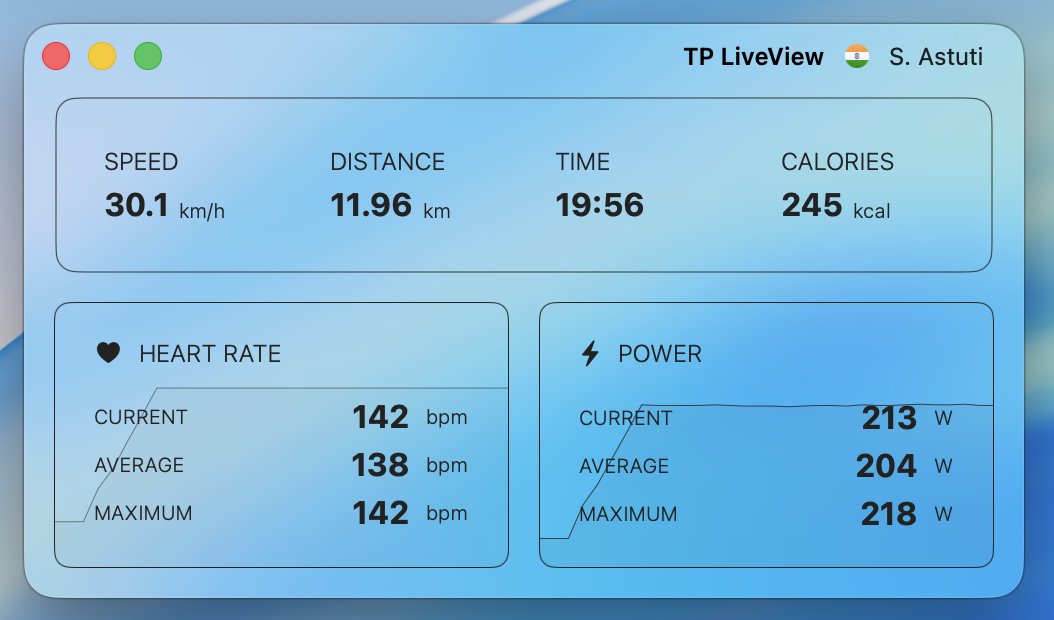 TP LiveView S. Astuti
SPEED DISTANCE TIME CALORIES
30.1 km/h 11.96 km 19:56 245 kcal
HEART RATE
CURRENT 142 bpm
AVERAGE 138 bpm
MAXIMUM 142 bpm
POWER
CURRENT 213 W
AVERAGE 204 W
MAXIMUM 218 W